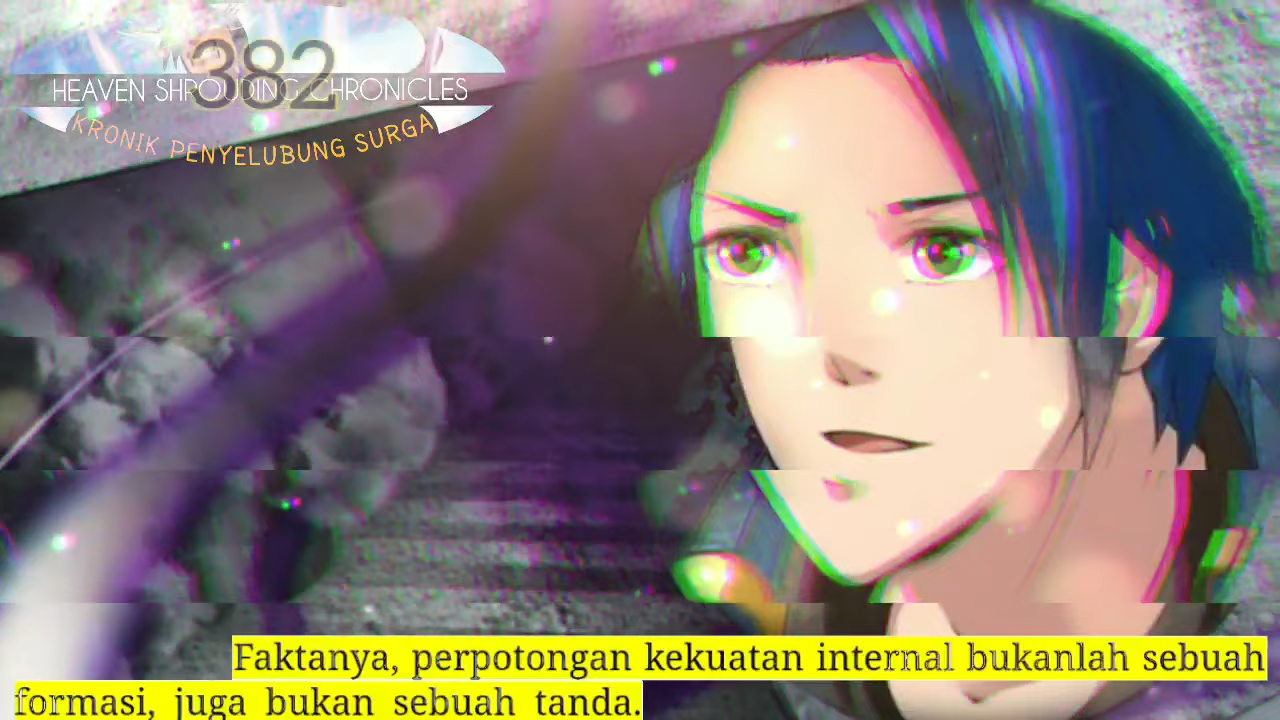 382
HEAVEN SHROUDING CHRONICLES
KRONIK PENYELUBUNG SURGA
Faktanya, perpotongan kekuatan internal bukanlah sebuah
formasi, juga bukan sebuah tanda.